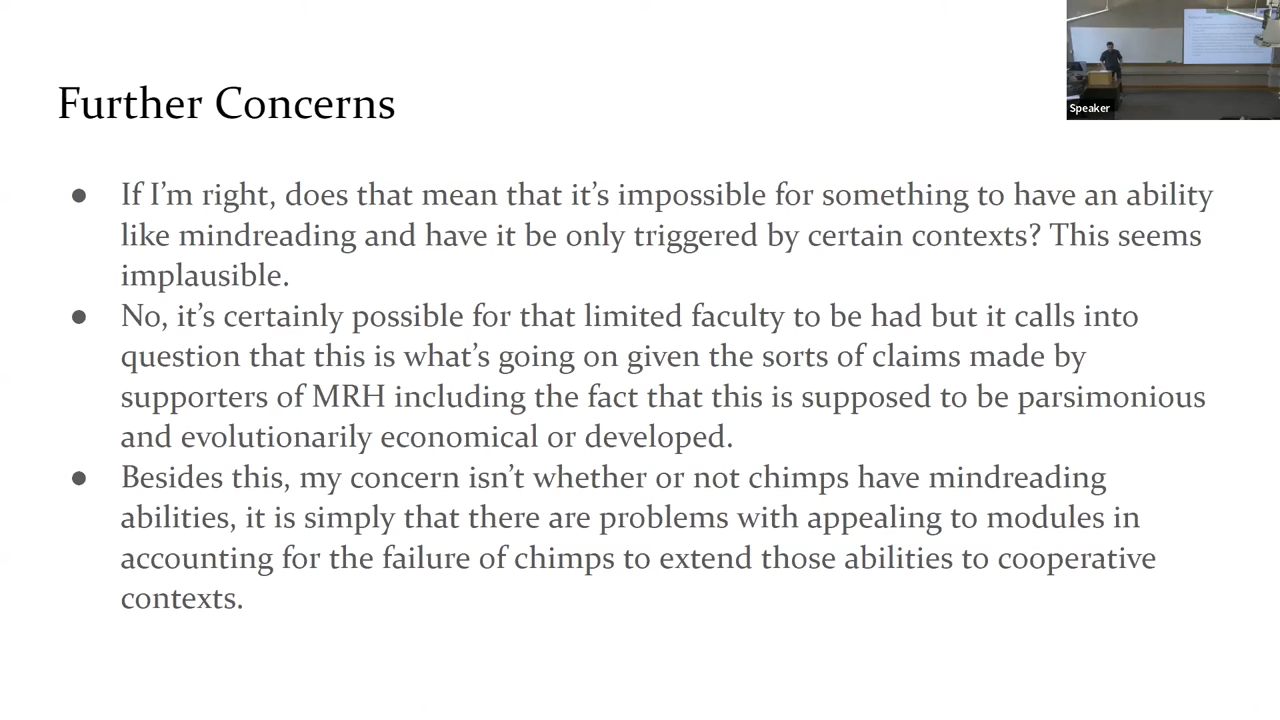 Speaker
Further Concerns
● If I'm right, does that mean that it's impossible for something to have an ability
like mindreading and have it be only triggered by certain contexts? This seems
implausible.
● No, it's certainly possible for that limited faculty to be had but it calls into
question that this is what's going on given the sorts of claims made by
supporters of MRH including the fact that this is supposed to be parsimonious
and evolutionarily economical or developed.
● Besides this, my concern isn't whether or not chimps have mindreading
abilities, it is simply that there are problems with appealing to modules in
accounting for the failure of chimps to extend those abilities to cooperative
contexts.